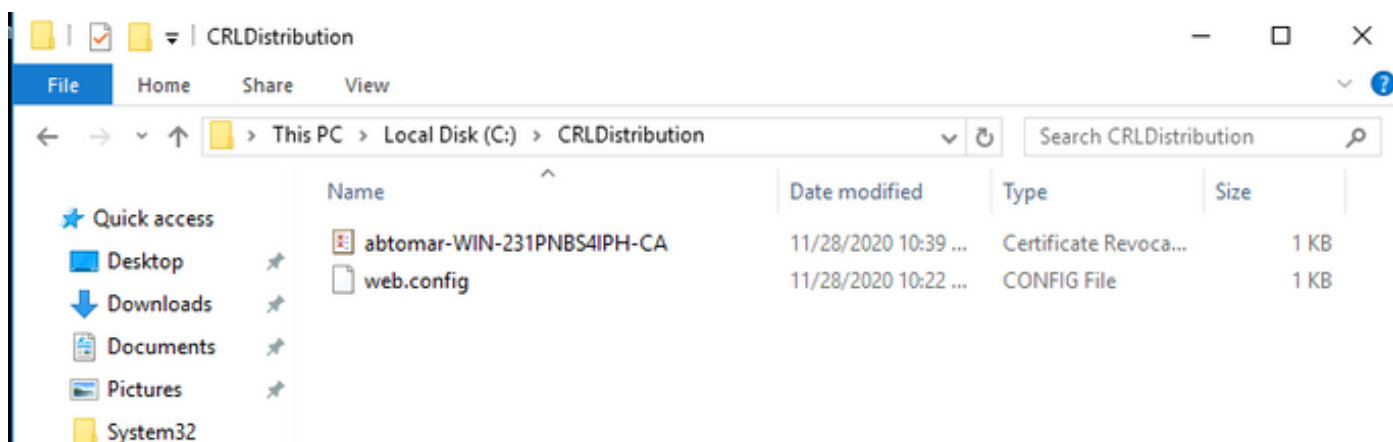 CRLDistribution
File Home Share View
This PC > Local Disk (C:) > CRLDistribution Search CRLDistribution
Name Date modified Type Size
Quick access
abtomar-WIN-231PNBS4IPH-CA 11/28/2020 10:39 ... Certificate Revoca... 1 KB
Desktop
web.config 11/28/2020 10:22 ... CONFIG File 1 KB
Downloads
Documents
Pictures
System32